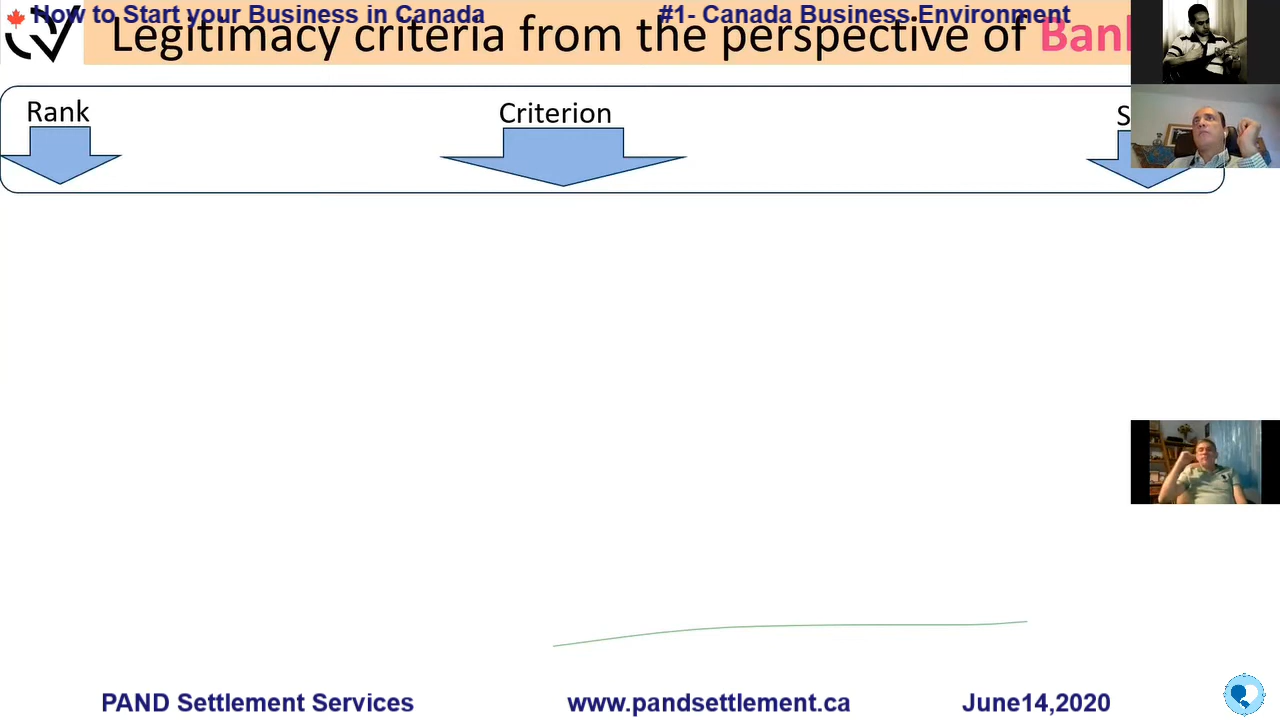 How to Start your Business in Canada
#1- Canada Business Environment
Legitimacy criteria from the perspective of
Rank
Criterion
PAND Settlement Services
www.pandsettlement.ca
June14,2020